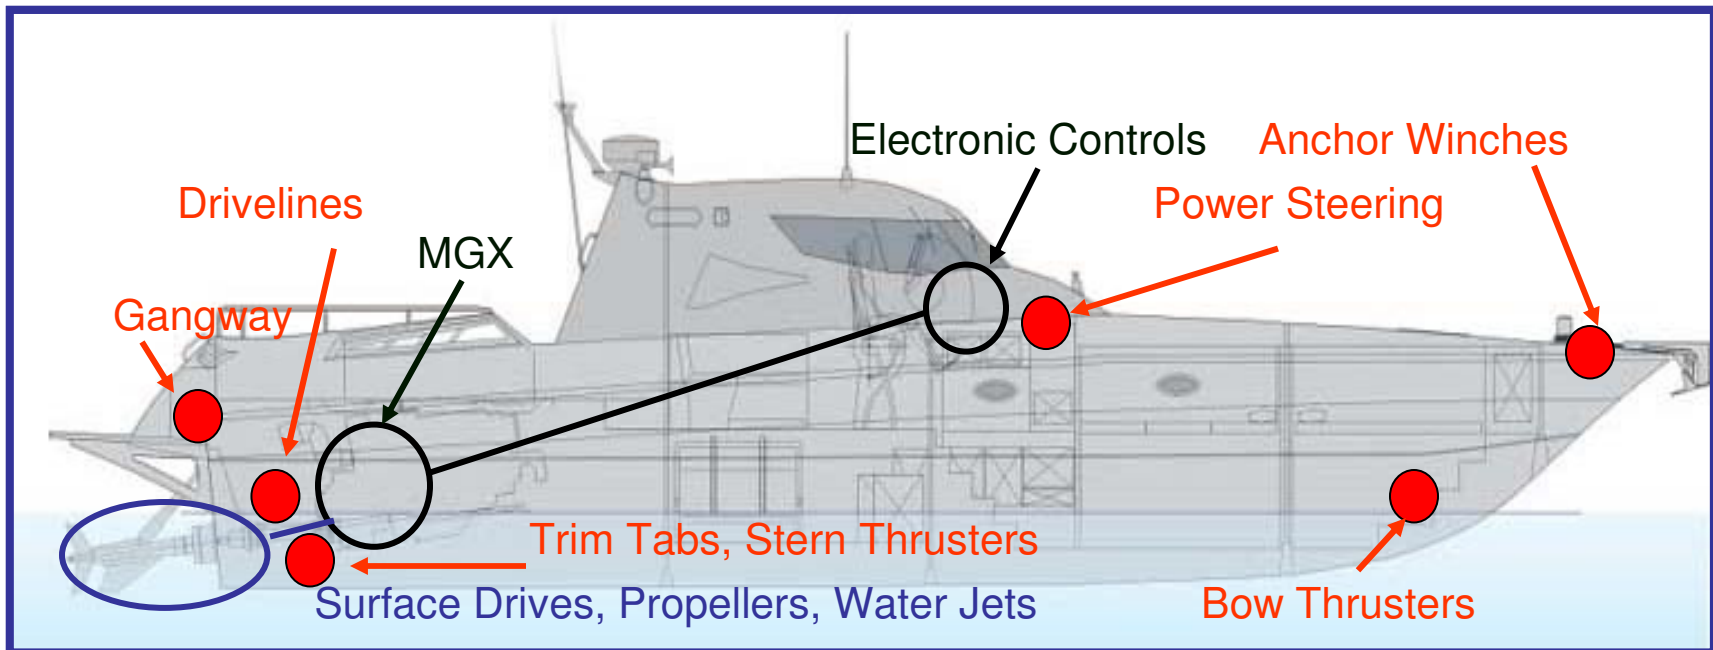 Electronic Controls
Anchor Winches
Drivelines
Power Steering
MGX
Gangway
Trim Tabs, Stern Thrusters
Surface Drives, Propellers, Water Jets
Bow Thrusters